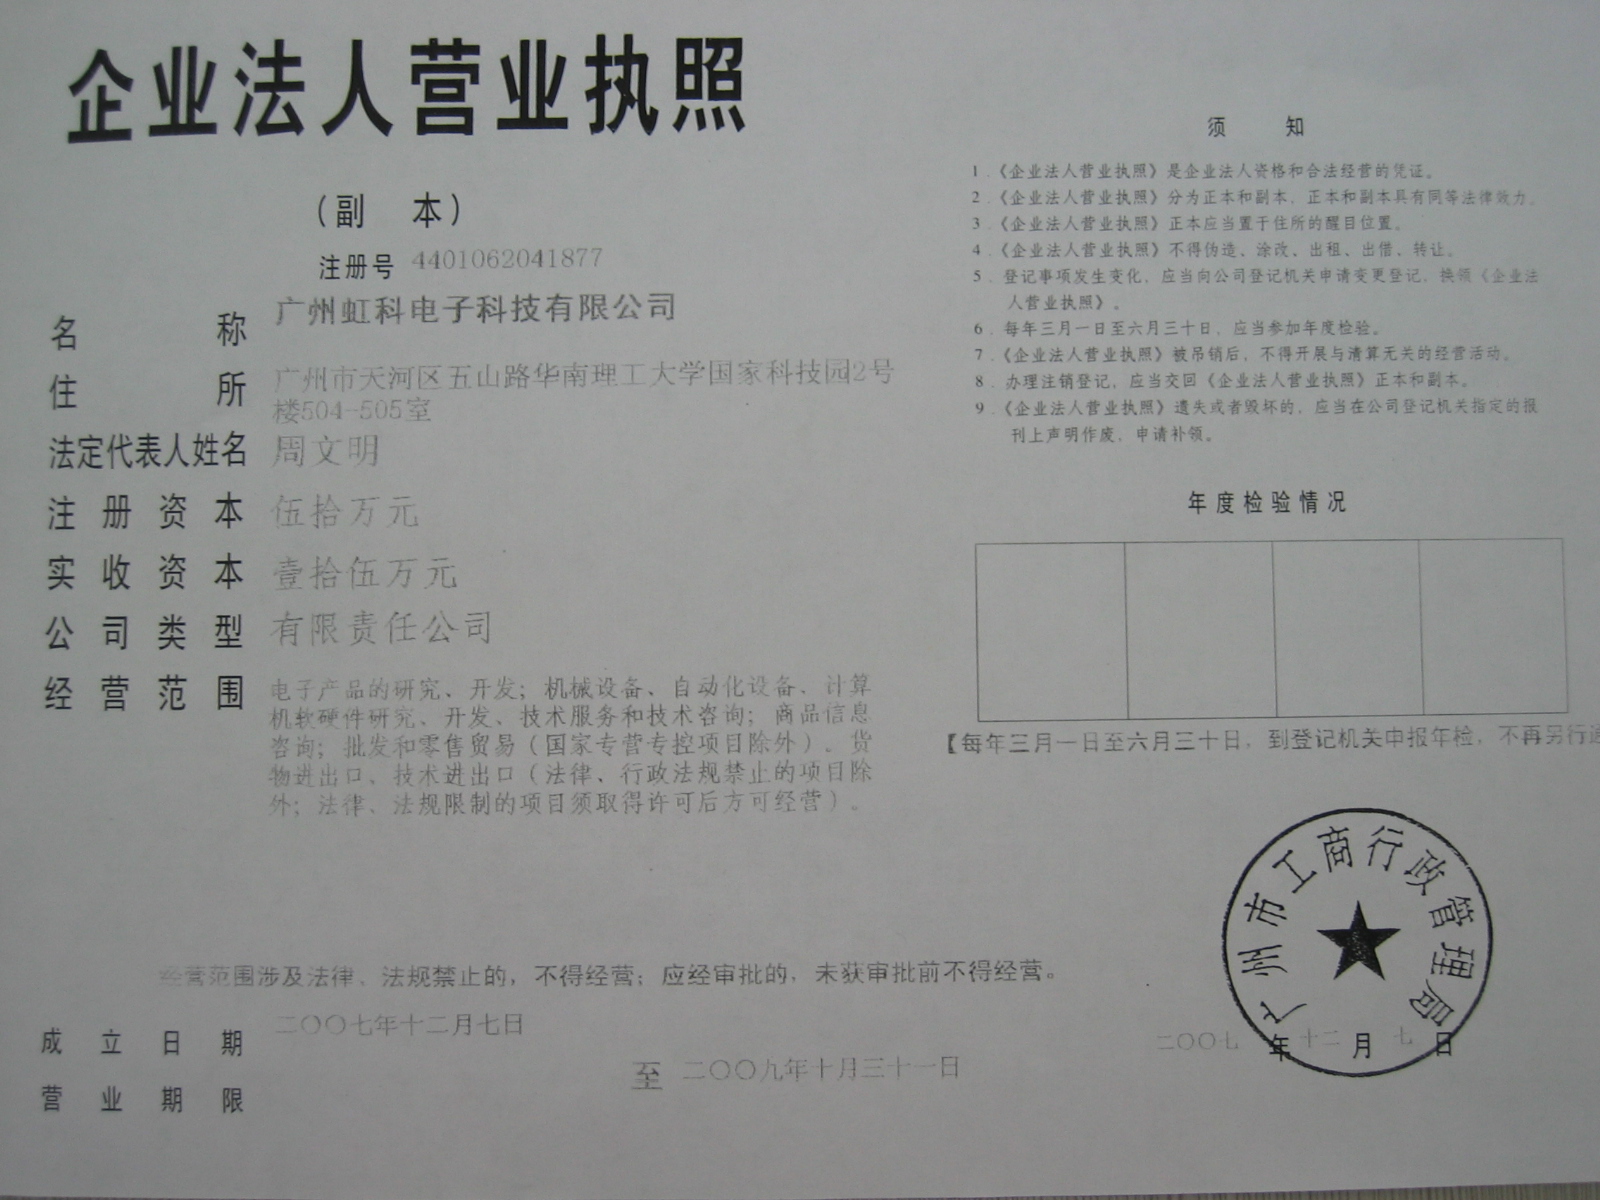 企业法人营业执照
（副 本）
注册号 4401062041877
名 称 广州虹科电子科技有限公司
住 所 广州市天河区五山路华南理工大学国家科技园2号
楼504-505室
法定代表人姓名 周文明
注 册 资 本 伍拾万元
实 收 资 本 壹拾伍万元
公 司 类 型 有限责任公司
经 营 范 围 电子产品的研究、开发；机械设备、自动化设备、计算
机软硬件研究、开发、技术服务和技术咨询；商品信息
咨询；批发和零售贸易（国家专营专控项目除外）、货
物进出口、技术进出口（法律、行政法规禁止的项目除
外；法律、法规限制的项目须取得许可后方可经营）。
经营范围涉及法律、法规禁止的，不得经营；应经审批的，未获审批前不得经营。
成 立 日 期 二〇〇七年十二月七日
营 业 期 限 至 二〇〇九年十月三十一日
须 知
1．《企业法人营业执照》是企业法人资格和合法经营的凭证。
2．《企业法人营业执照》分为正本和副本，正本和副本具有同等法律效力。
3．《企业法人营业执照》正本应当置于住所的醒目位置。
4．《企业法人营业执照》不得伪造、涂改、出租、出借、转让。
5．登记事项发生变化，应当向公司登记机关申请变更登记，换领《企业法
人营业执照》。
6．每年三月一日至六月三十日，应当参加年度检验。
7．《企业法人营业执照》被吊销后，不得开展与清算无关的经营活动。
8．办理注销登记，应当交回《企业法人营业执照》正本和副本。
9．《企业法人营业执照》遗失或者毁坏的，应当在公司登记机关指定的报
刊上声明作废，申请补领。
年度检验情况
【每年三月一日至六月三十日，到登记机关申报年检，不再另行通
广州市工商行政管理局
二〇〇七 年 十二 月 七 日